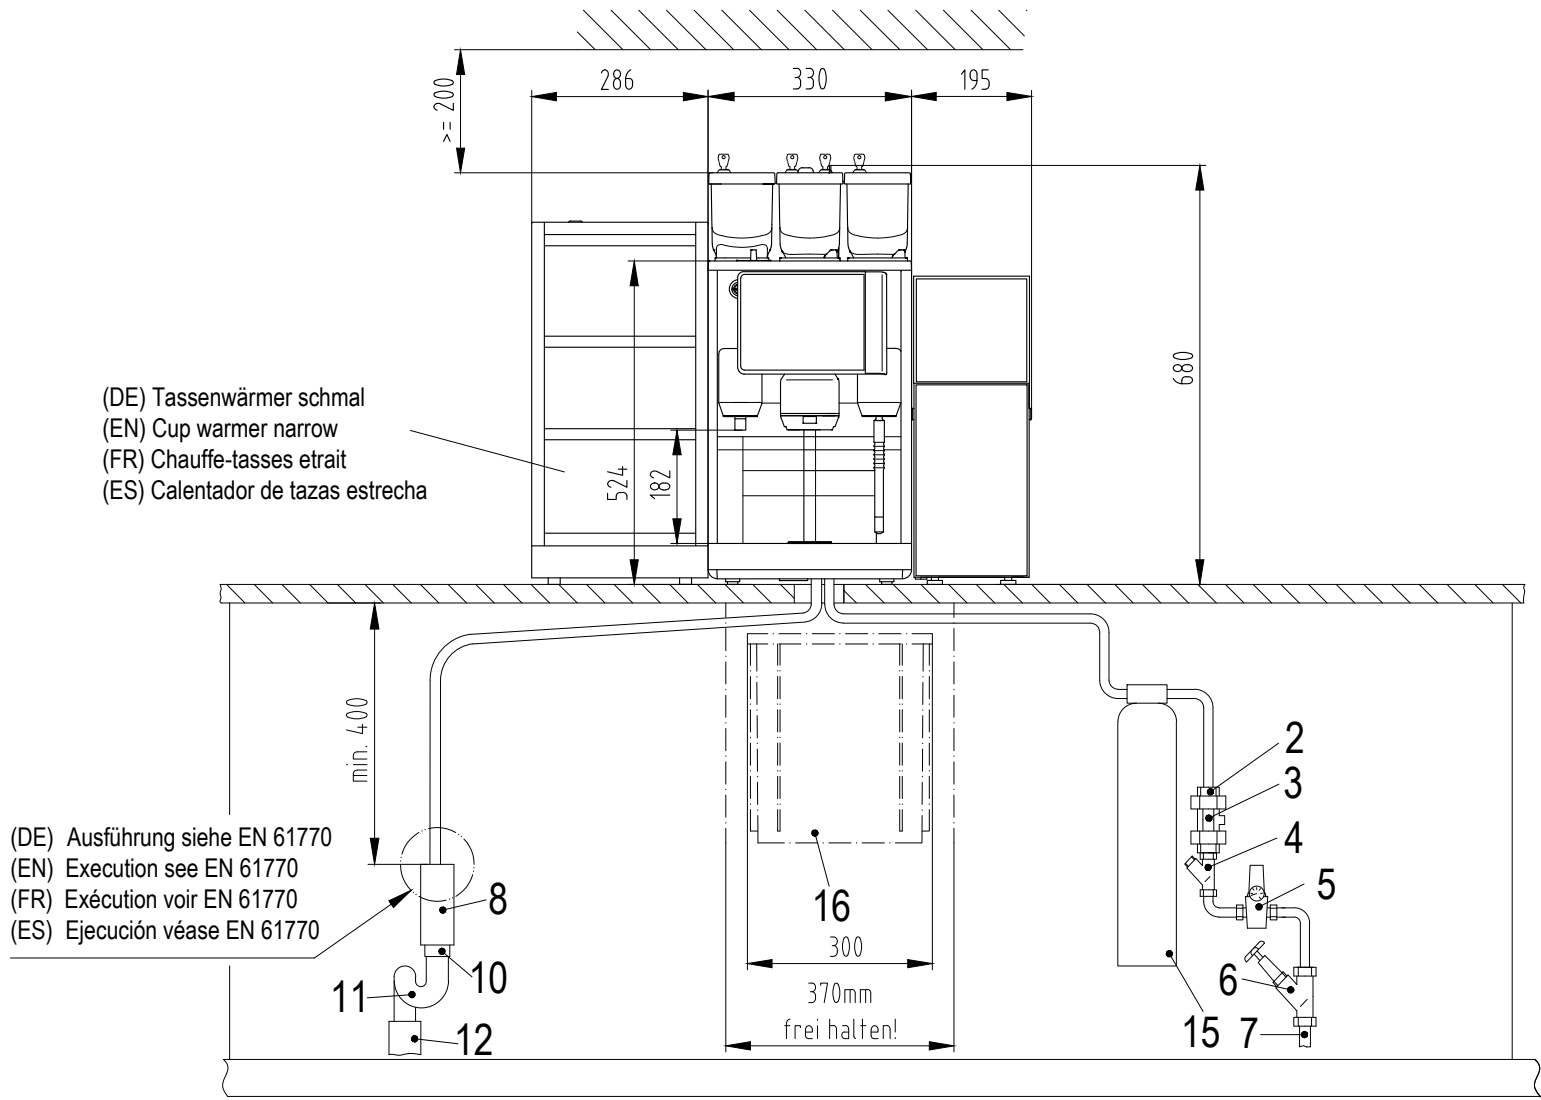 286
330
195
>= 200
680
(DE) Tassenwärmer schmal
(EN) Cup warmer narrow
(FR) Chauffe-tasses etrait
(ES) Calentador de tazas estrecha
524
182
min. 400
2
3
4
5
(DE) Ausführung siehe EN 61770
(EN) Execution see EN 61770
(FR) Exécution voir EN 61770
(ES) Ejecución véase EN 61770
8
16
300
10
6
11
370mm
frei halten!
12
15
7